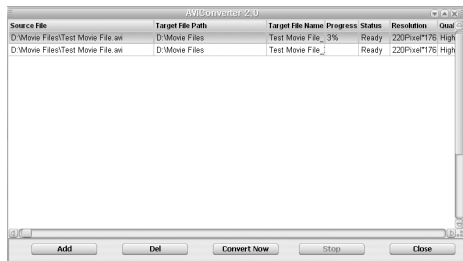 AVIConverter 2.0
Source File Target File Path Target File Name Progress Status Resolution Qual
D:\Movie Files\Test Movie File.avi D:\Movie Files Test Movie File_ 3% Ready 220Pixel*176 High
D:\Movie Files\Test Movie File.avi D:\Movie Files Test Movie File_ Ready 220Pixel*176 High
Add Del Convert Now Stop Close